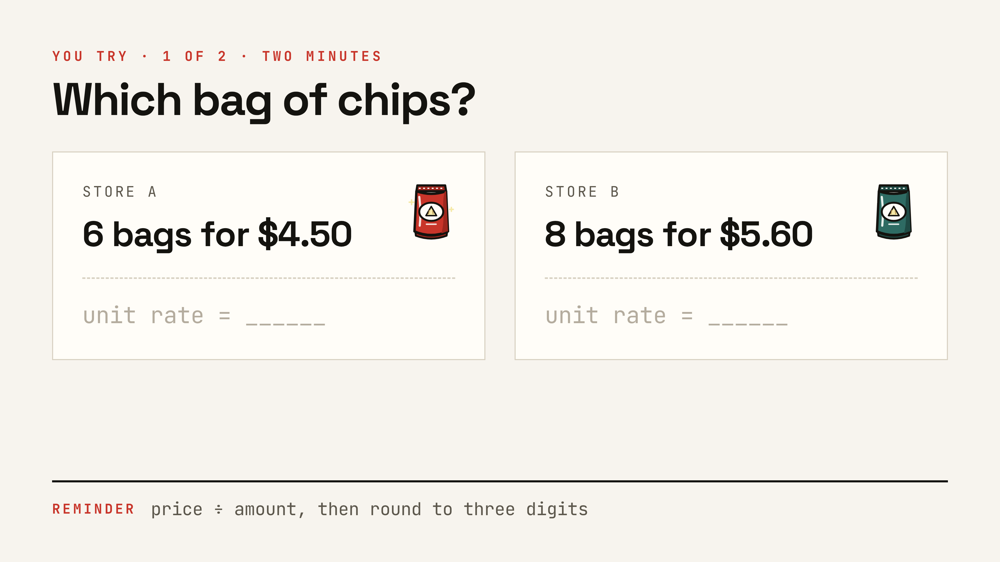 YOU TRY · 1 OF 2 · TWO MINUTES
Which bag of chips?
STORE A
6 bags for $4.50
unit rate = ______
STORE B
8 bags for $5.60
unit rate = ______
REMINDER price ÷ amount, then round to three digits